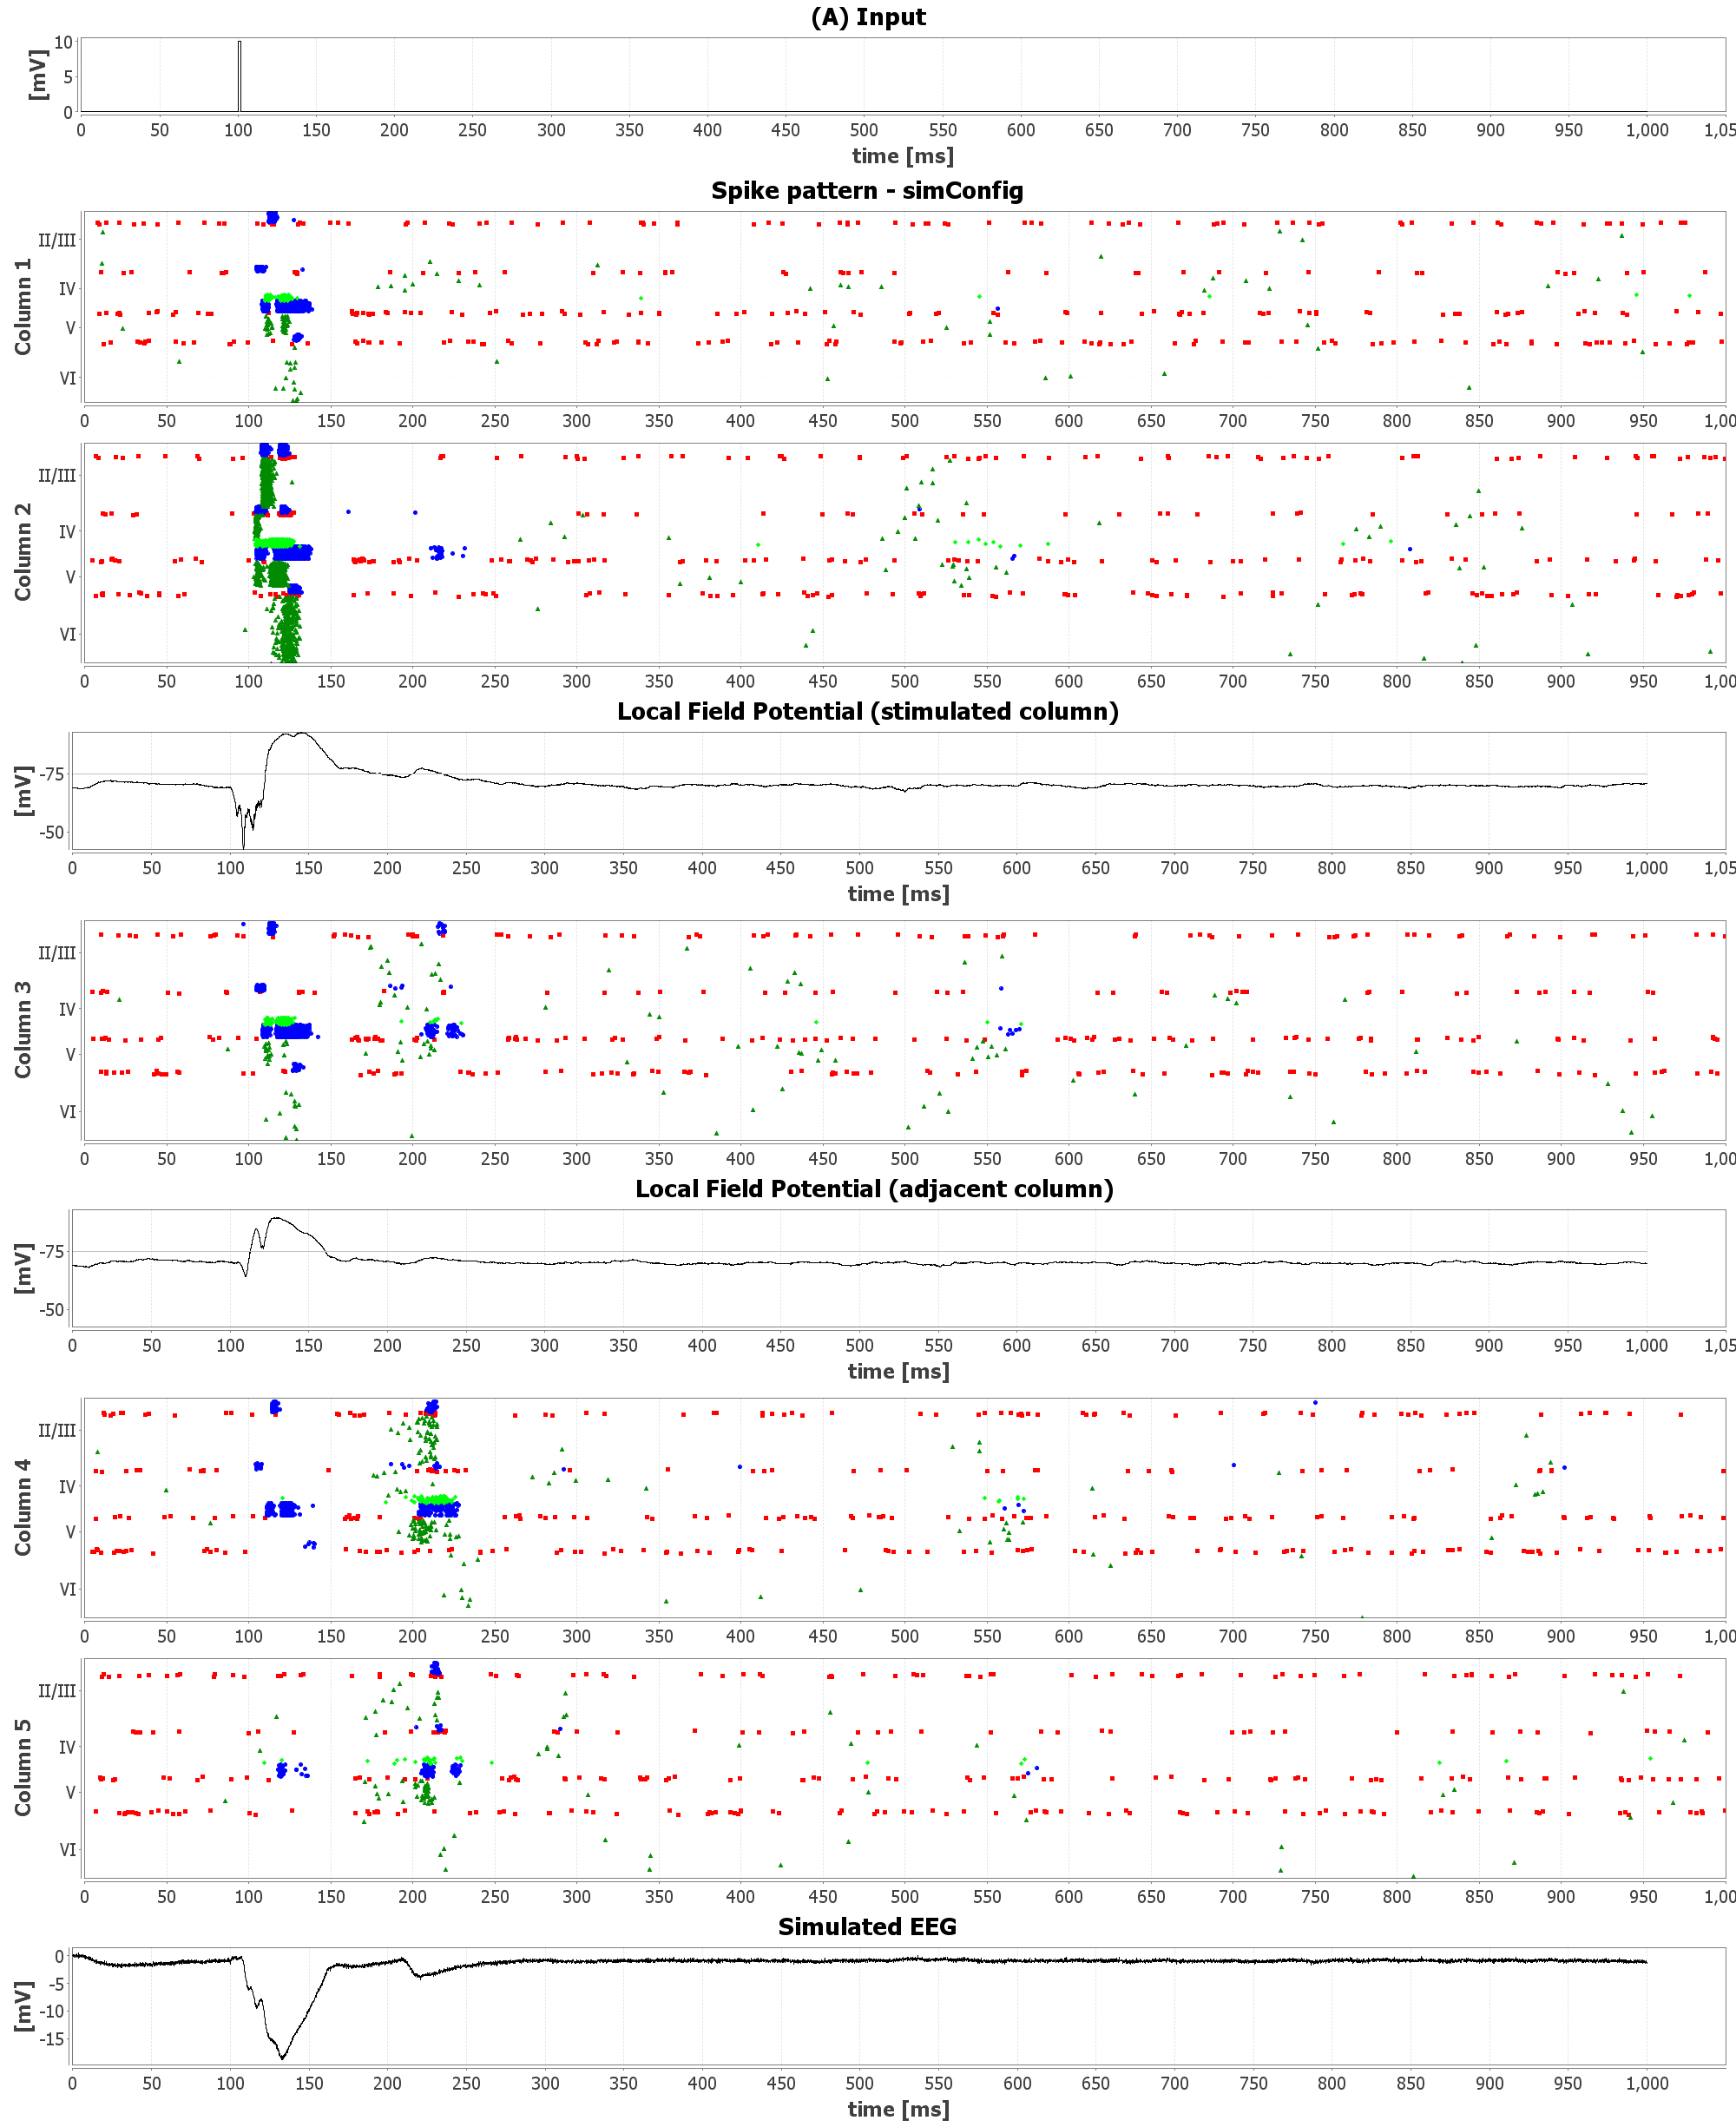 (A) Input
[mV]
10
5
0
0 50 100 150 200 250 300 350 400 450 500 550 600 650 700 750 800 850 900 950 1,000 1,05
time [ms]
Spike pattern - simConfig
Column 1
II/III
IV
V
VI
0 50 100 150 200 250 300 350 400 450 500 550 600 650 700 750 800 850 900 950 1,00
Column 2
II/III
IV
V
VI
0 50 100 150 200 250 300 350 400 450 500 550 600 650 700 750 800 850 900 950 1,00
Local Field Potential (stimulated column)
[mV]
-75
-50
0 50 100 150 200 250 300 350 400 450 500 550 600 650 700 750 800 850 900 950 1,000 1,05
time [ms]
Column 3
II/III
IV
V
VI
0 50 100 150 200 250 300 350 400 450 500 550 600 650 700 750 800 850 900 950 1,00
Local Field Potential (adjacent column)
[mV]
-75
-50
0 50 100 150 200 250 300 350 400 450 500 550 600 650 700 750 800 850 900 950 1,000 1,05
time [ms]
Column 4
II/III
IV
V
VI
0 50 100 150 200 250 300 350 400 450 500 550 600 650 700 750 800 850 900 950 1,00
Column 5
II/III
IV
V
VI
0 50 100 150 200 250 300 350 400 450 500 550 600 650 700 750 800 850 900 950 1,00
Simulated EEG
[mV]
0
-5
-10
-15
0 50 100 150 200 250 300 350 400 450 500 550 600 650 700 750 800 850 900 950 1,000 1,05
time [ms]